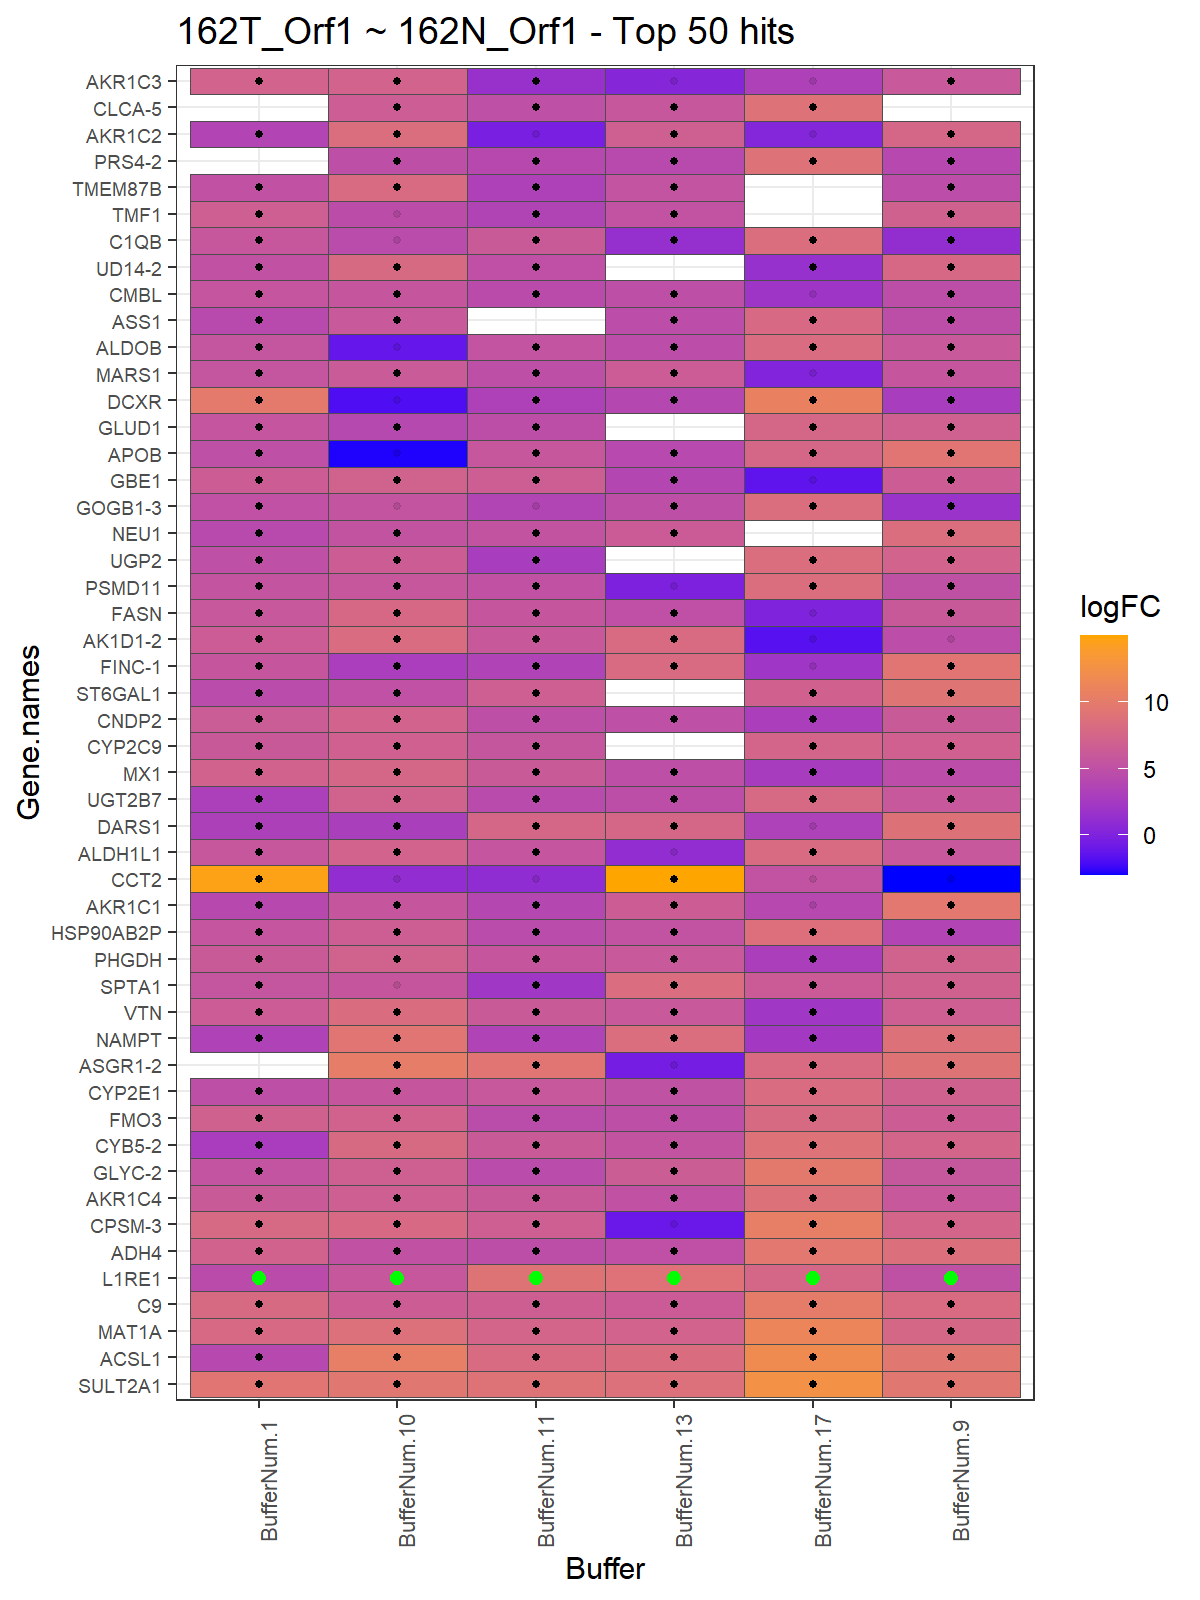 162T_Orf1 ~ 162N_Orf1 - Top 50 hits
Gene.names
AKR1C3
CLCA-5
AKR1C2
PRS4-2
TMEM87B
TMF1
C1QB
UD14-2
CMBL
ASS1
ALDOB
MARS1
DCXR
GLUD1
APOB
GBE1
GOGB1-3
NEU1
UGP2
PSMD11
FASN
AK1D1-2
FINC-1
ST6GAL1
CNDP2
CYP2C9
MX1
UGT2B7
DARS1
ALDH1L1
CCT2
AKR1C1
HSP90AB2P
PHGDH
SPTA1
VTN
NAMPT
ASGR1-2
CYP2E1
FMO3
CYB5-2
GLYC-2
AKR1C4
CPSM-3
ADH4
L1RE1
C9
MAT1A
ACSL1
SULT2A1
BufferNum.1
BufferNum.10
BufferNum.11
BufferNum.13
BufferNum.17
BufferNum.9
Buffer
logFC
10
5
0